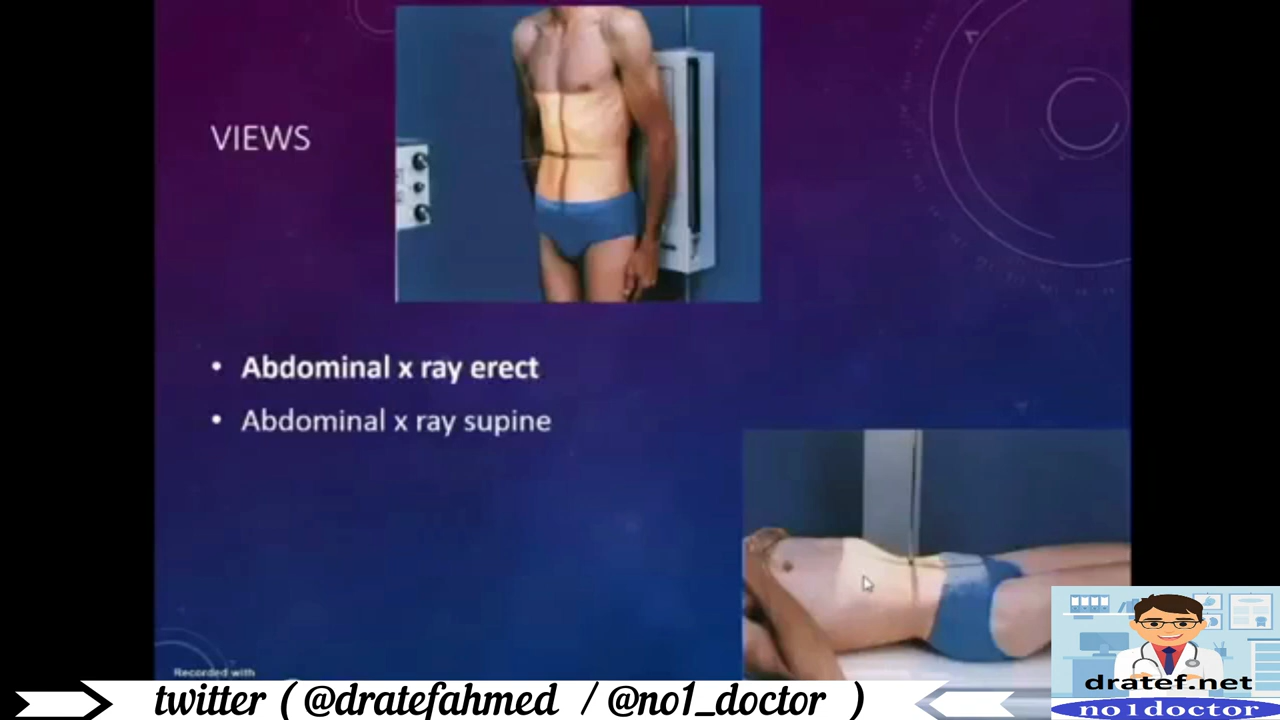 VIEWS
• Abdominal x ray erect
• Abdominal x ray supine
Recorded with
twitter ( @dratefahmed / @no1_doctor )
dratef.net
no1doctor